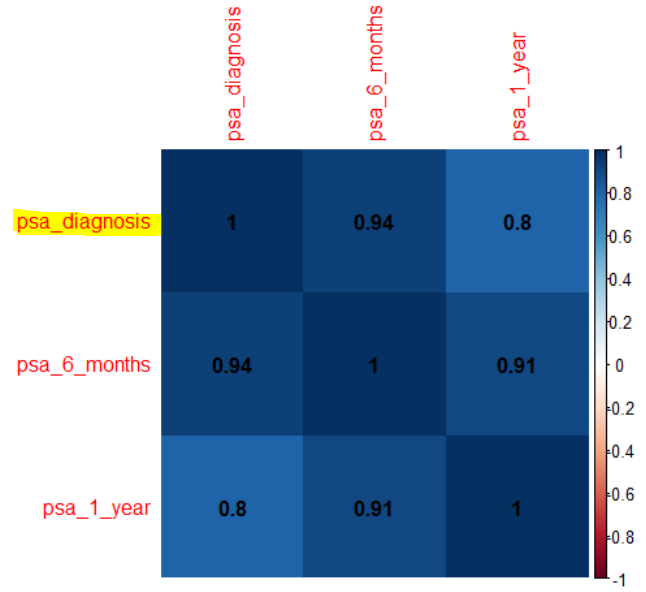 psa_diagnosis
psa_6_months
psa_1_year
psa_diagnosis 1 0.94 0.8
psa_6_months 0.94 1 0.91
psa_1_year 0.8 0.91 1
1
0.8
0.6
0.4
0.2
0
-0.2
-0.4
-0.6
-0.8
-1